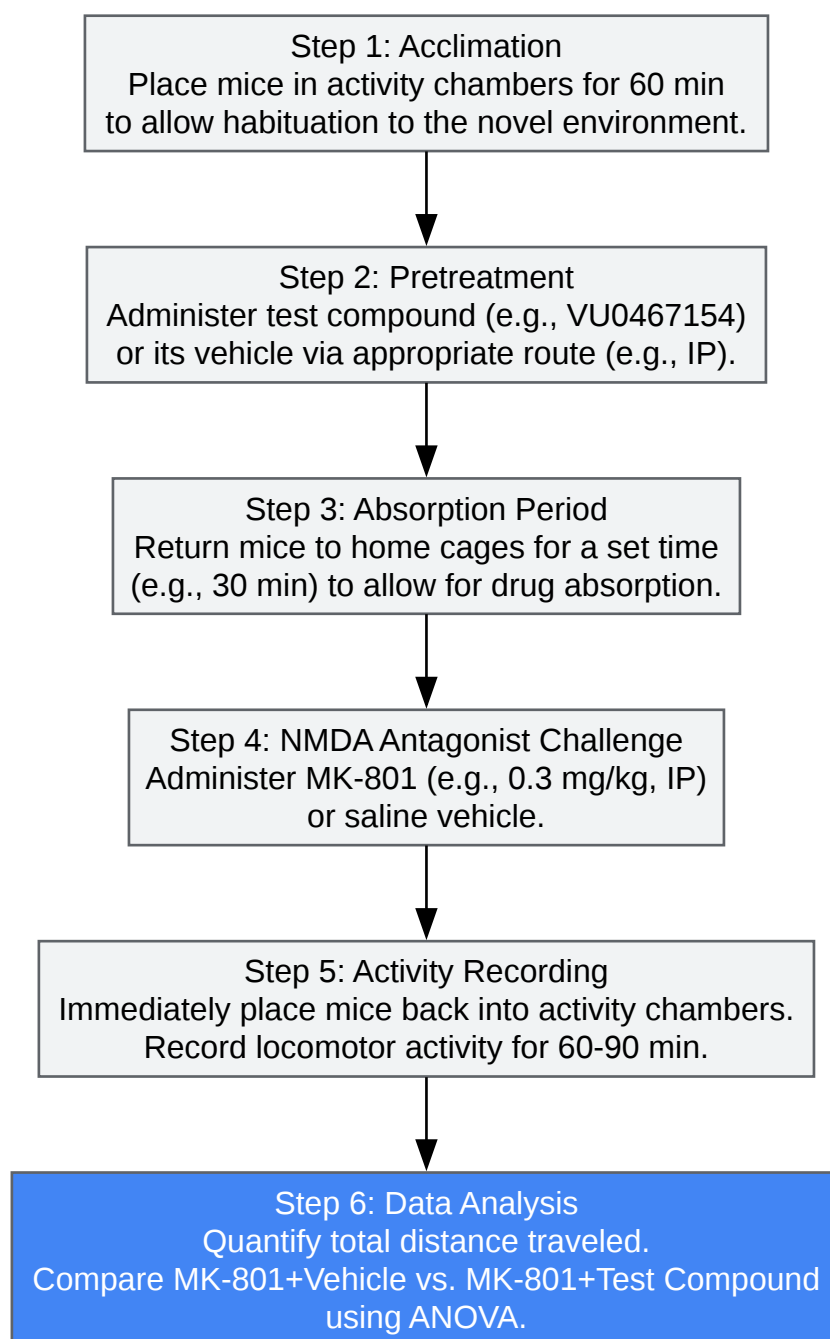 Step 1: Acclimation
Place mice in activity chambers for 60 min
to allow habituation to the novel environment.
Step 2: Pretreatment
Administer test compound (e.g., VU0467154)
or its vehicle via appropriate route (e.g., IP).
Step 3: Absorption Period
Return mice to home cages for a set time
(e.g., 30 min) to allow for drug absorption.
Step 4: NMDA Antagonist Challenge
Administer MK-801 (e.g., 0.3 mg/kg, IP)
or saline vehicle.
Step 5: Activity Recording
Immediately place mice back into activity chambers.
Record locomotor activity for 60-90 min.
Step 6: Data Analysis
Quantify total distance traveled.
Compare MK-801+Vehicle vs. MK-801+Test Compound
using ANOVA.